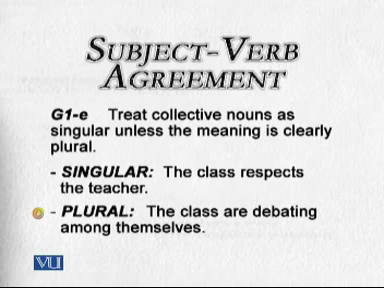 SUBJECT-VERB
AGREEMENT
G1-e Treat collective nouns as
singular unless the meaning is clearly
plural.
- SINGULAR: The class respects
the teacher.
- PLURAL: The class are debating
among themselves.
VU